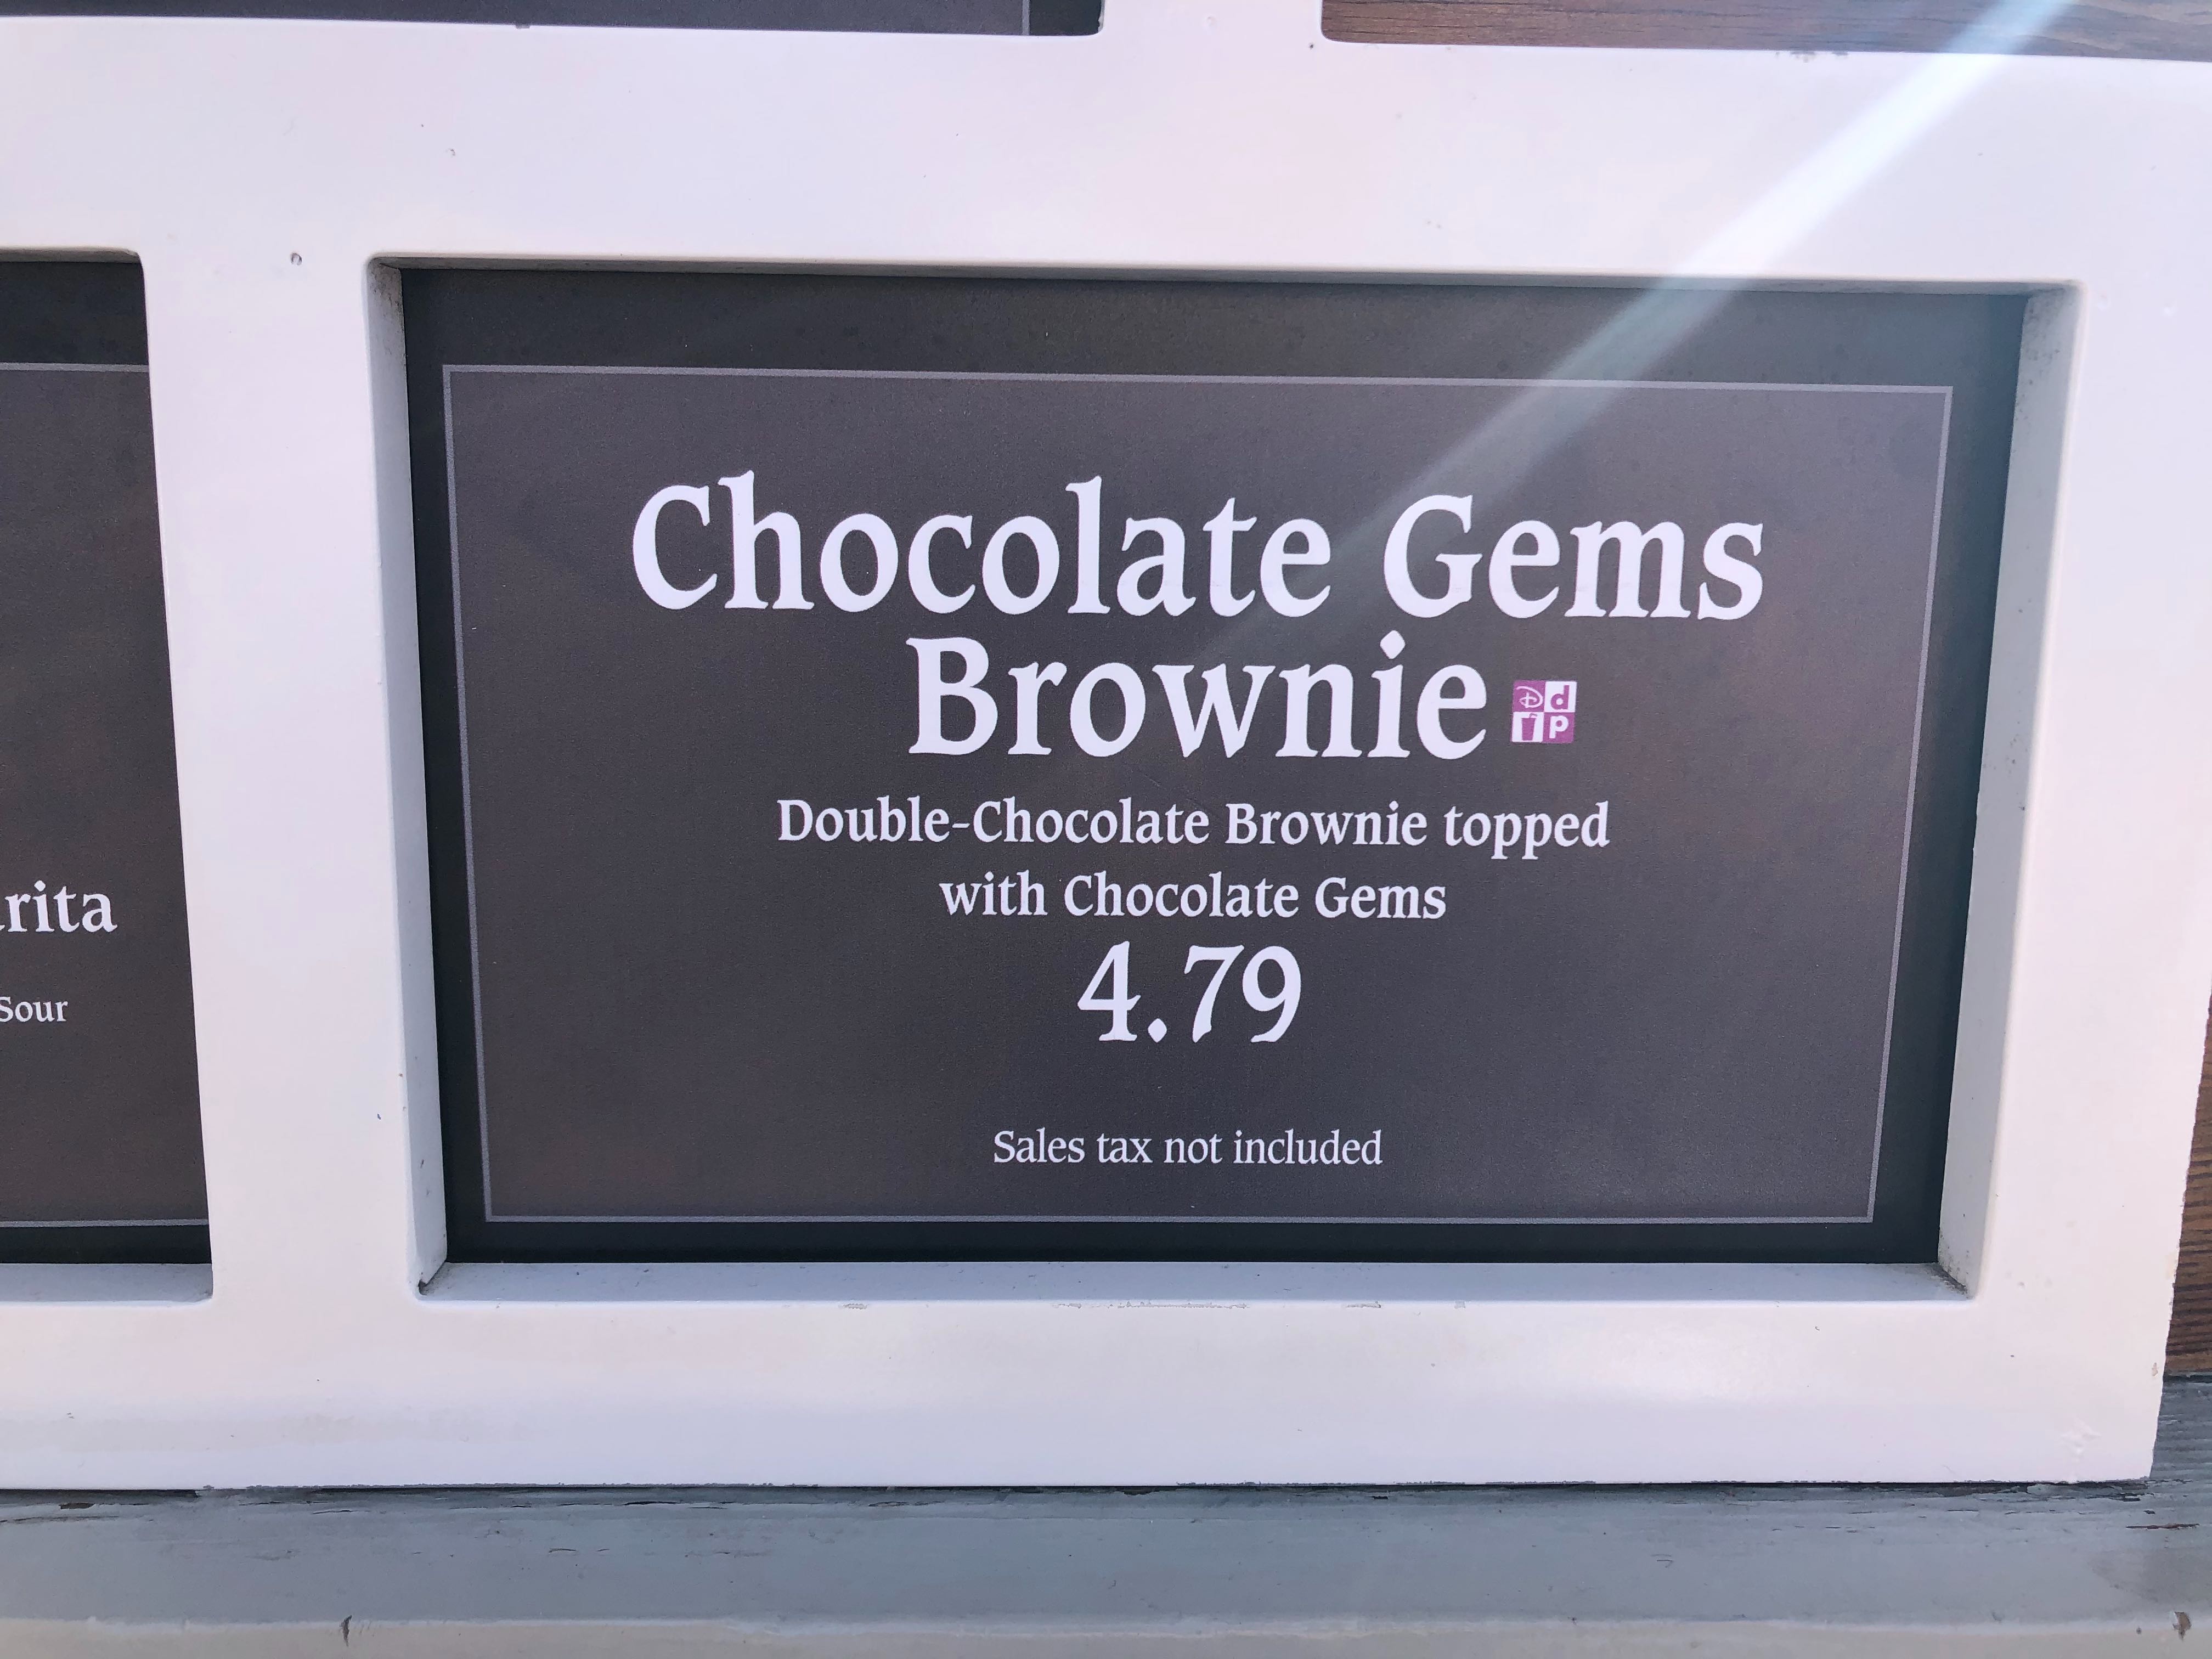 Chocolate Gems
Brownie
D d
p
Double-Chocolate Brownie topped
with Chocolate Gems
4.79
Sales tax not included
rita
Sour